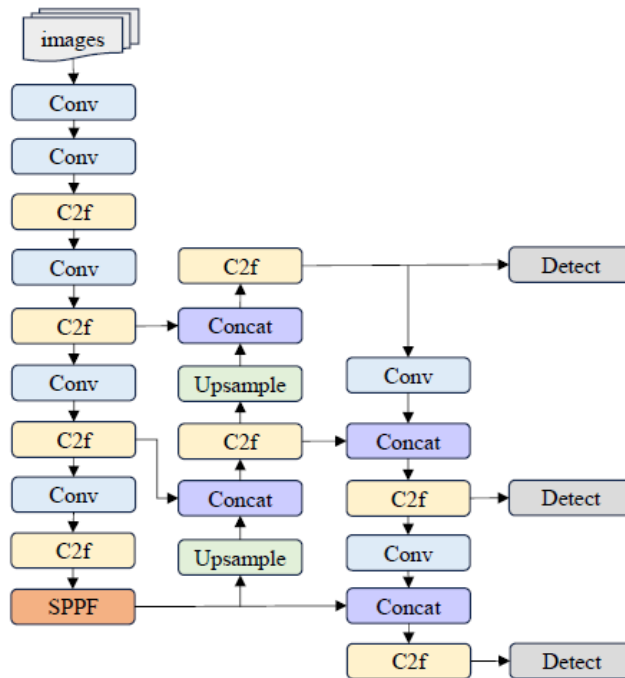 images
Conv
Conv
C2f
Conv
C2f
Conv
C2f
Conv
C2f
SPPF
C2f
Concat
Upsample
C2f
Concat
Upsample
Conv
Concat
C2f
Conv
Concat
C2f
Detect
Detect
Detect